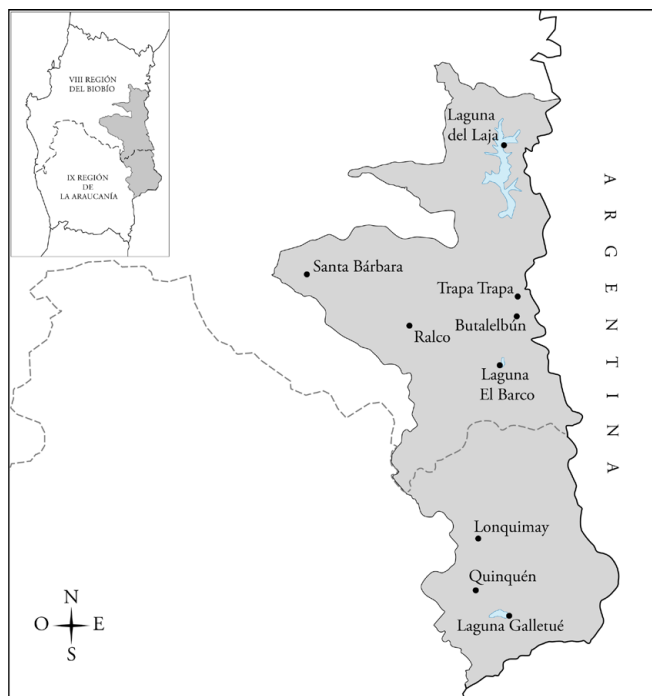 VIII REGIÓN
DEL BIOBÍO
IX REGIÓN
DE
LA ARAUCANÍA
Laguna
del Laja
ARGENTINA
Santa Bárbara
Trapa Trapa
Butalelbún
Ralco
Laguna
El Barco
Lonquimay
Quinquén
Laguna Galletué
N
O E
S